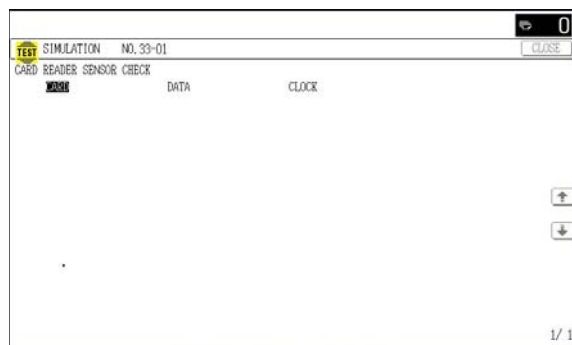 0
TEST SIMULATION NO. 33-01 CLOSE
CARD READER SENSOR CHECK
CARD DATA CLOCK
1/ 1